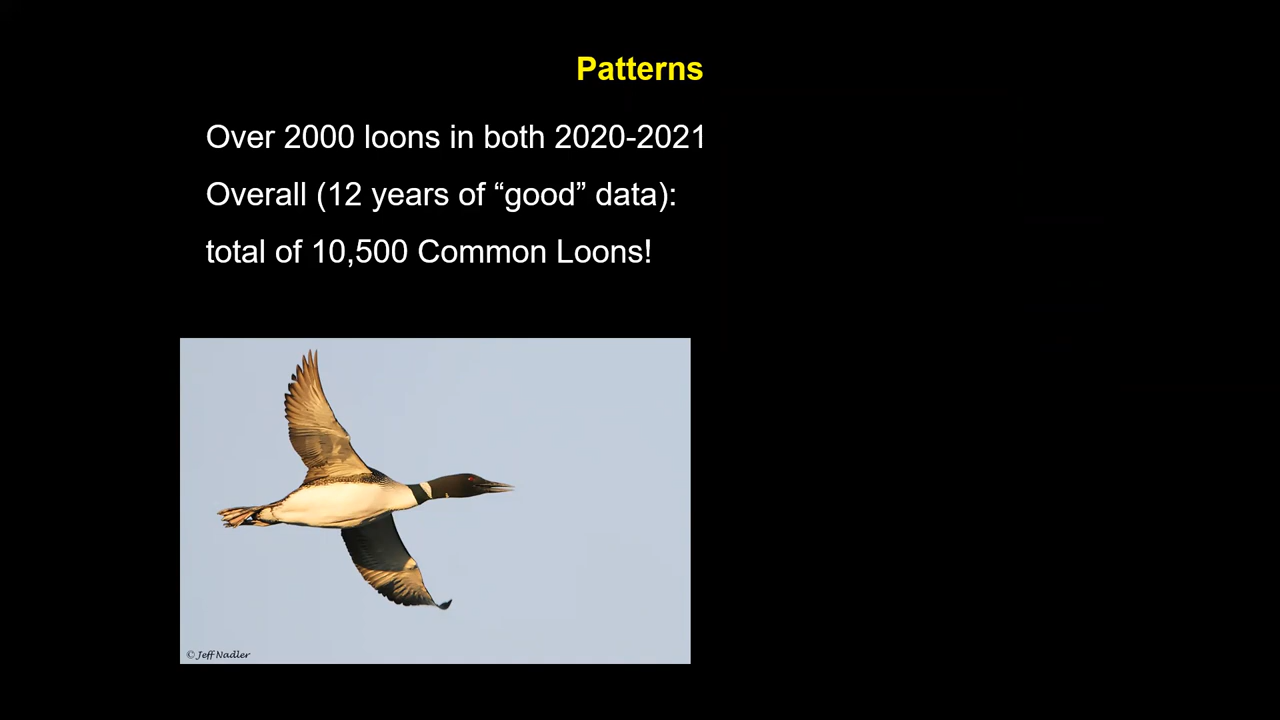 Patterns
Over 2000 loons in both 2020-2021
Overall (12 years of “good” data):
total of 10,500 Common Loons!
© Jeff Nadler